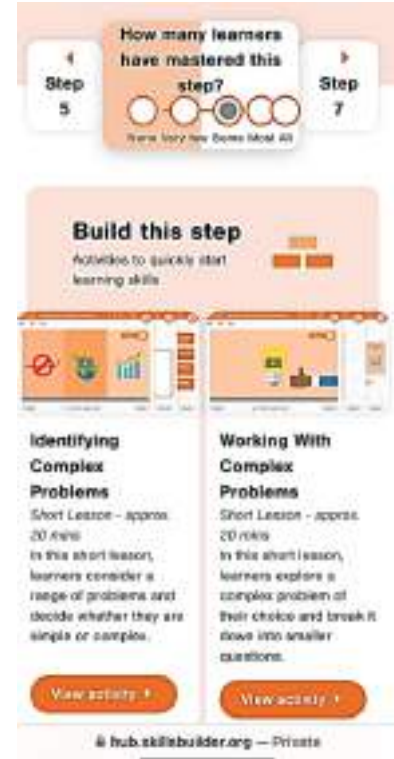 How many learners
have mastered this
step?
Step
5
Step
7
None Very few Some Most All
Build this step
Activities to quickly start
learning skills
Identifying
Complex
Problems
Short Lesson - approx.
20 mins
In this short lesson,
learners consider a
range of problems and
decide whether they are
simple or complex.
View activity
Working With
Complex
Problems
Short Lesson - approx.
20 mins
In this short lesson,
learners explore a
complex problem of
their choice and break it
down into smaller
questions.
View activity
hub.skillsbuilder.org — Private